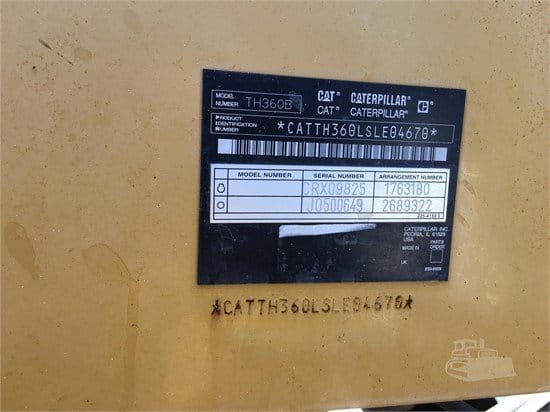 MODEL NUMBER TH360B
CAT CATERPILLAR
CAT® CATERPILLAR®
PRODUCT IDENTIFICATION NUMBER *CATTH360LSLE04670*
MODEL NUMBER SERIAL NUMBER ARRANGEMENT NUMBER
CRX09825 1763180
J0500649 2689322
CATERPILLAR INC.
PEORIA, IL 61629
USA
PARTS ORDER
MADE IN
UK
*CATTH360LSLE04670*